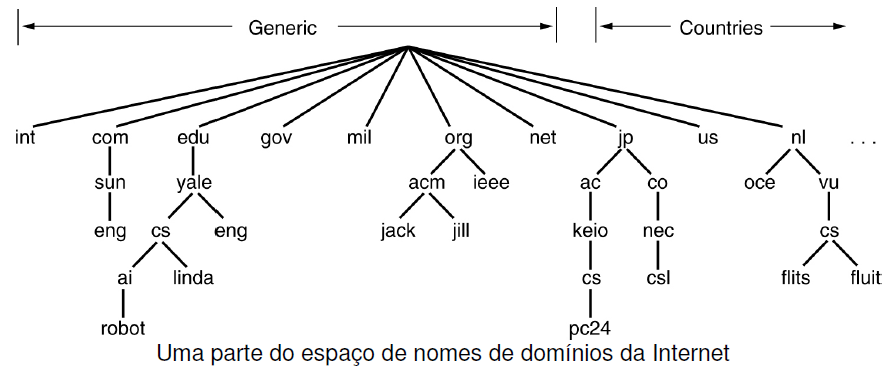 Generic Countries
int com edu gov mil org net jp us nl . . .
sun yale acm ieee ac co oce vu
eng cs eng jack jill keio nec cs
ai linda cs csl flits fluit
robot pc24
Uma parte do espaço de nomes de domínios da Internet